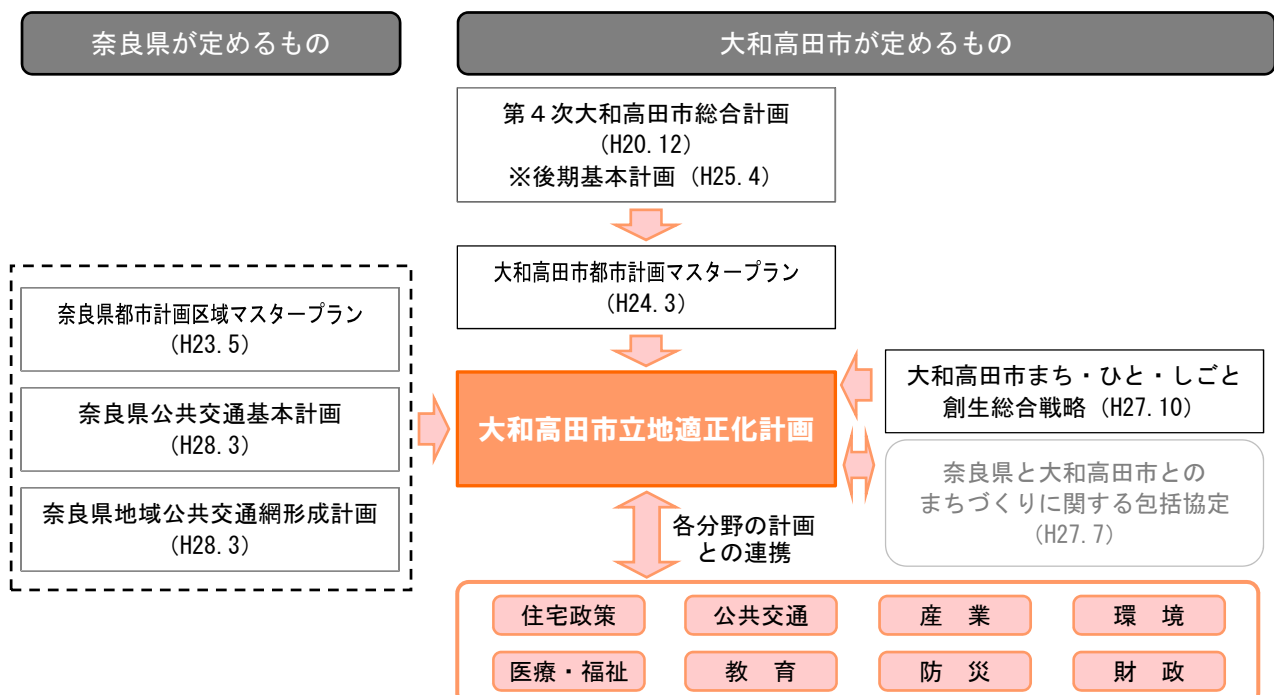 奈良県が定めるもの
大和高田市が定めるもの
第４次大和高田市総合計画
(H20.12)
※後期基本計画（H25.4）
大和高田市都市計画マスタープラン
(H24.3)
奈良県都市計画区域マスタープラン
(H23.5)
奈良県公共交通基本計画
(H28.3)
奈良県地域公共交通網形成計画
(H28.3)
大和高田市立地適正化計画
大和高田市まち・ひと・しごと
創生総合戦略（H27.10）
奈良県と大和高田市との
まちづくりに関する包括協定
(H27.7)
各分野の計画
との連携
住宅政策
公共交通
産　業
環　境
医療・福祉
教　育
防　災
財　政